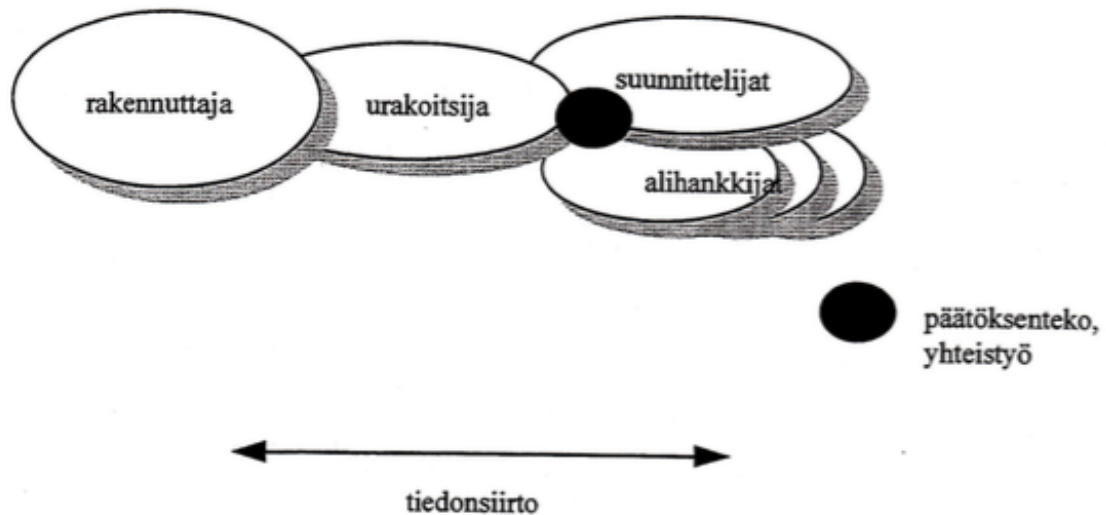 rakennuttaja
urakoitsija
suunnittelijat
alihankkijat
päätöksenteko,
yhteistyö
tiedonsiirto